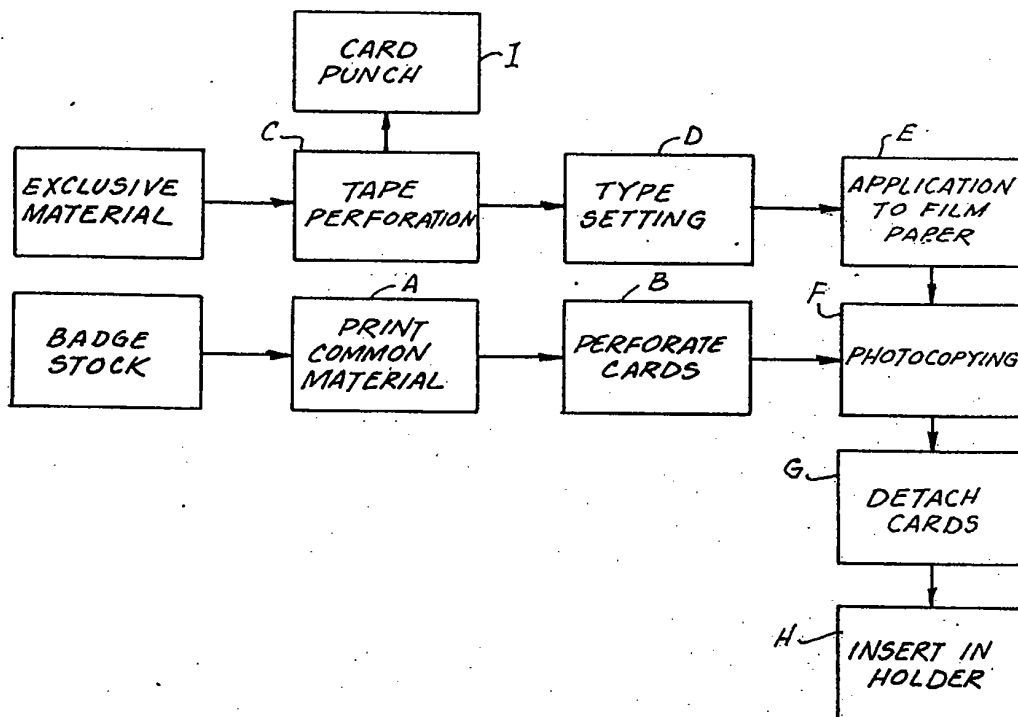 CARD
PUNCH
I
C
D
E
EXCLUSIVE
MATERIAL
TAPE
PERFORATION
TYPE
SETTING
APPLICATION
TO FILM
PAPER
A
B
F
BADGE
STOCK
PRINT
COMMON
MATERIAL
PERFORATE
CARDS
PHOTOCOPYING
G
DETACH
CARDS
H
INSERT IN
HOLDER